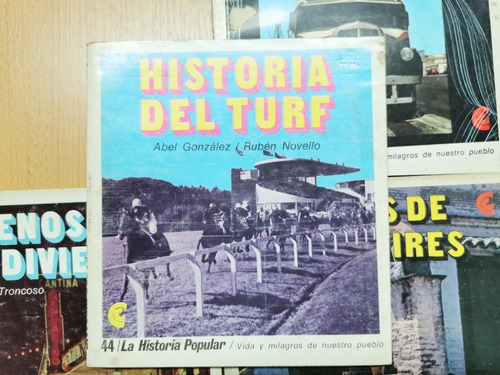 HISTORIA
DEL TURF
Abel González / Rubén Novello
44 / La Historia Popular / Vida y milagros de nuestro pueblo
milagros de nuestro pueblo
ENOS
DIVIE
Troncoso
ANTINA
S DE
IRES